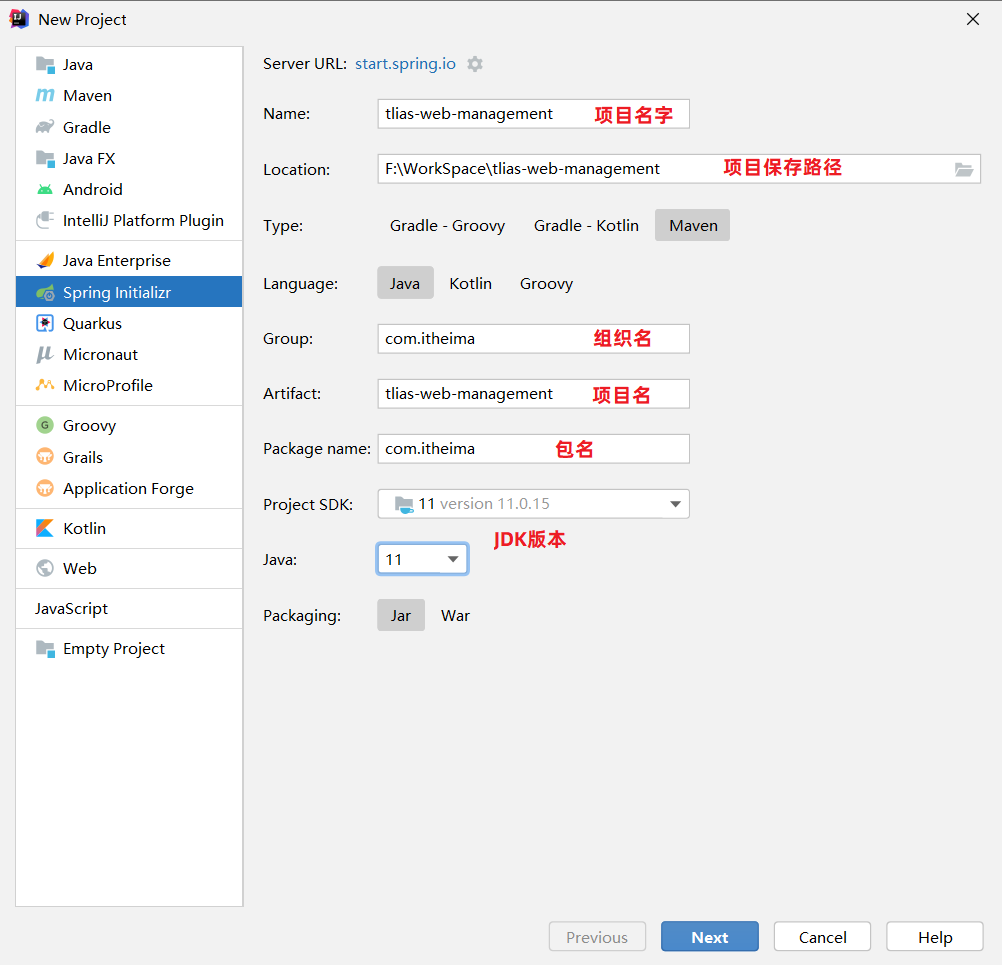 New Project
Java
Maven
Gradle
Java FX
Android
IntelliJ Platform Plugin
Java Enterprise
Spring Initializr
Quarkus
Micronaut
MicroProfile
Groovy
Grails
Application Forge
Kotlin
Web
JavaScript
Empty Project
Server URL: start.spring.io
Name: tlias-web-management 项目名字
Location: F:\WorkSpace\tlias-web-management 项目保存路径
Type: Gradle - Groovy Gradle - Kotlin Maven
Language: Java Kotlin Groovy
Group: com.itheima 组织名
Artifact: tlias-web-management 项目名
Package name: com.itheima 包名
Project SDK: 11 version 11.0.15
JDK版本
Java: 11
Packaging: Jar War
Previous Next Cancel Help